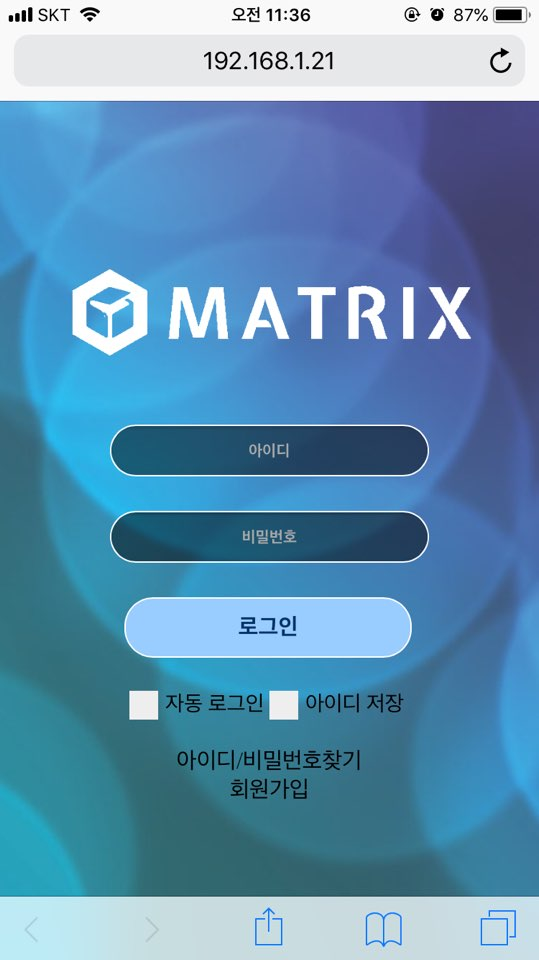 SKT 오전 11:36 87%
192.168.1.21
MATRIX
아이디
비밀번호
로그인
자동 로그인 아이디 저장
아이디/비밀번호찾기
회원가입